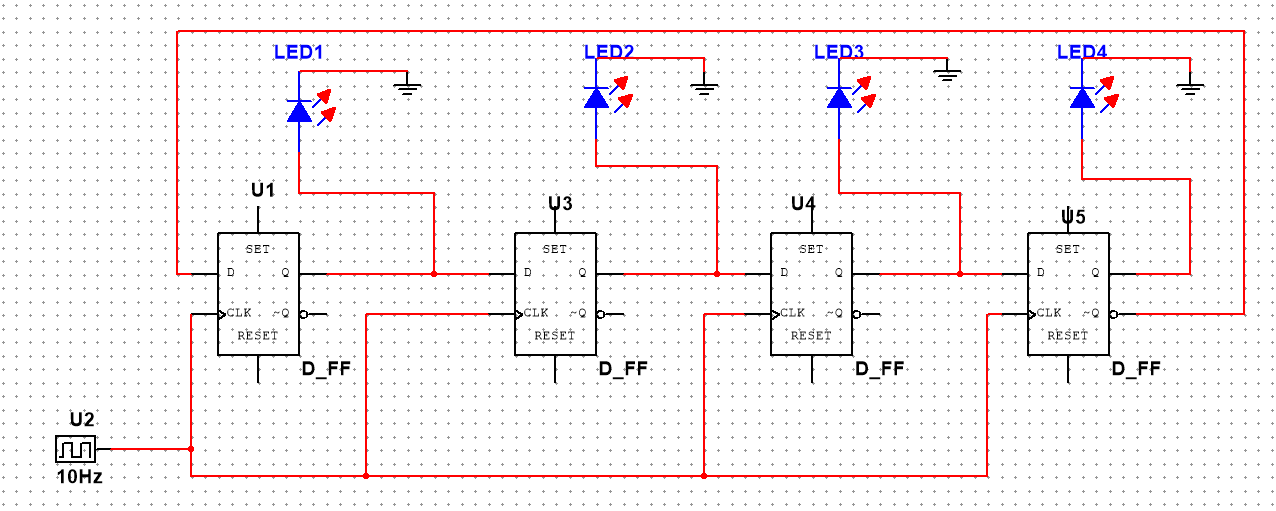 LED1
LED2
LED3
LED4
U1
U3
U4
U5
SET
SET
SET
SET
D Q
D Q
D Q
D Q
CLK ~Q
CLK ~Q
CLK ~Q
CLK ~Q
RESET
RESET
RESET
RESET
D_FF
D_FF
D_FF
D_FF
U2
10Hz